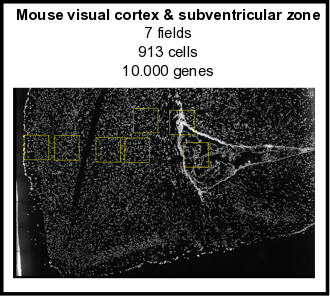 Mouse visual cortex & subventricular zone
7 fields
913 cells
10.000 genes